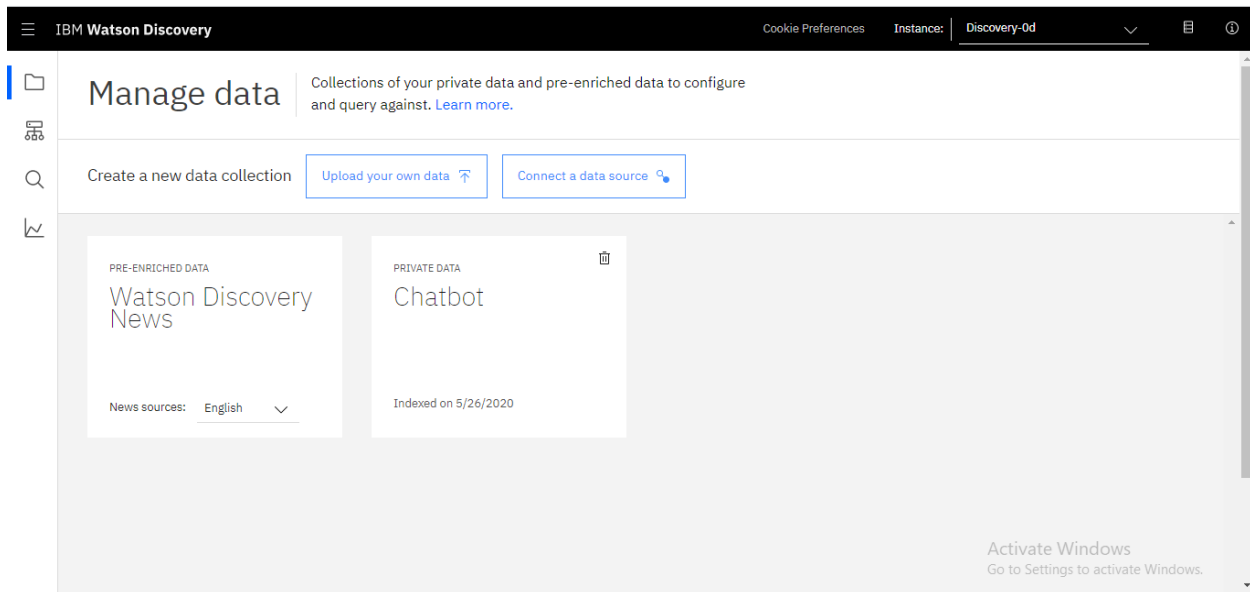 IBM Watson Discovery
Cookie Preferences
Instance:
Discovery-0d
Manage data
Collections of your private data and pre-enriched data to configure
and query against. Learn more.
Create a new data collection
Upload your own data
Connect a data source
PRE-ENRICHED DATA
Watson Discovery
News
News sources: English
PRIVATE DATA
Chatbot
Indexed on 5/26/2020
Activate Windows
Go to Settings to activate Windows.